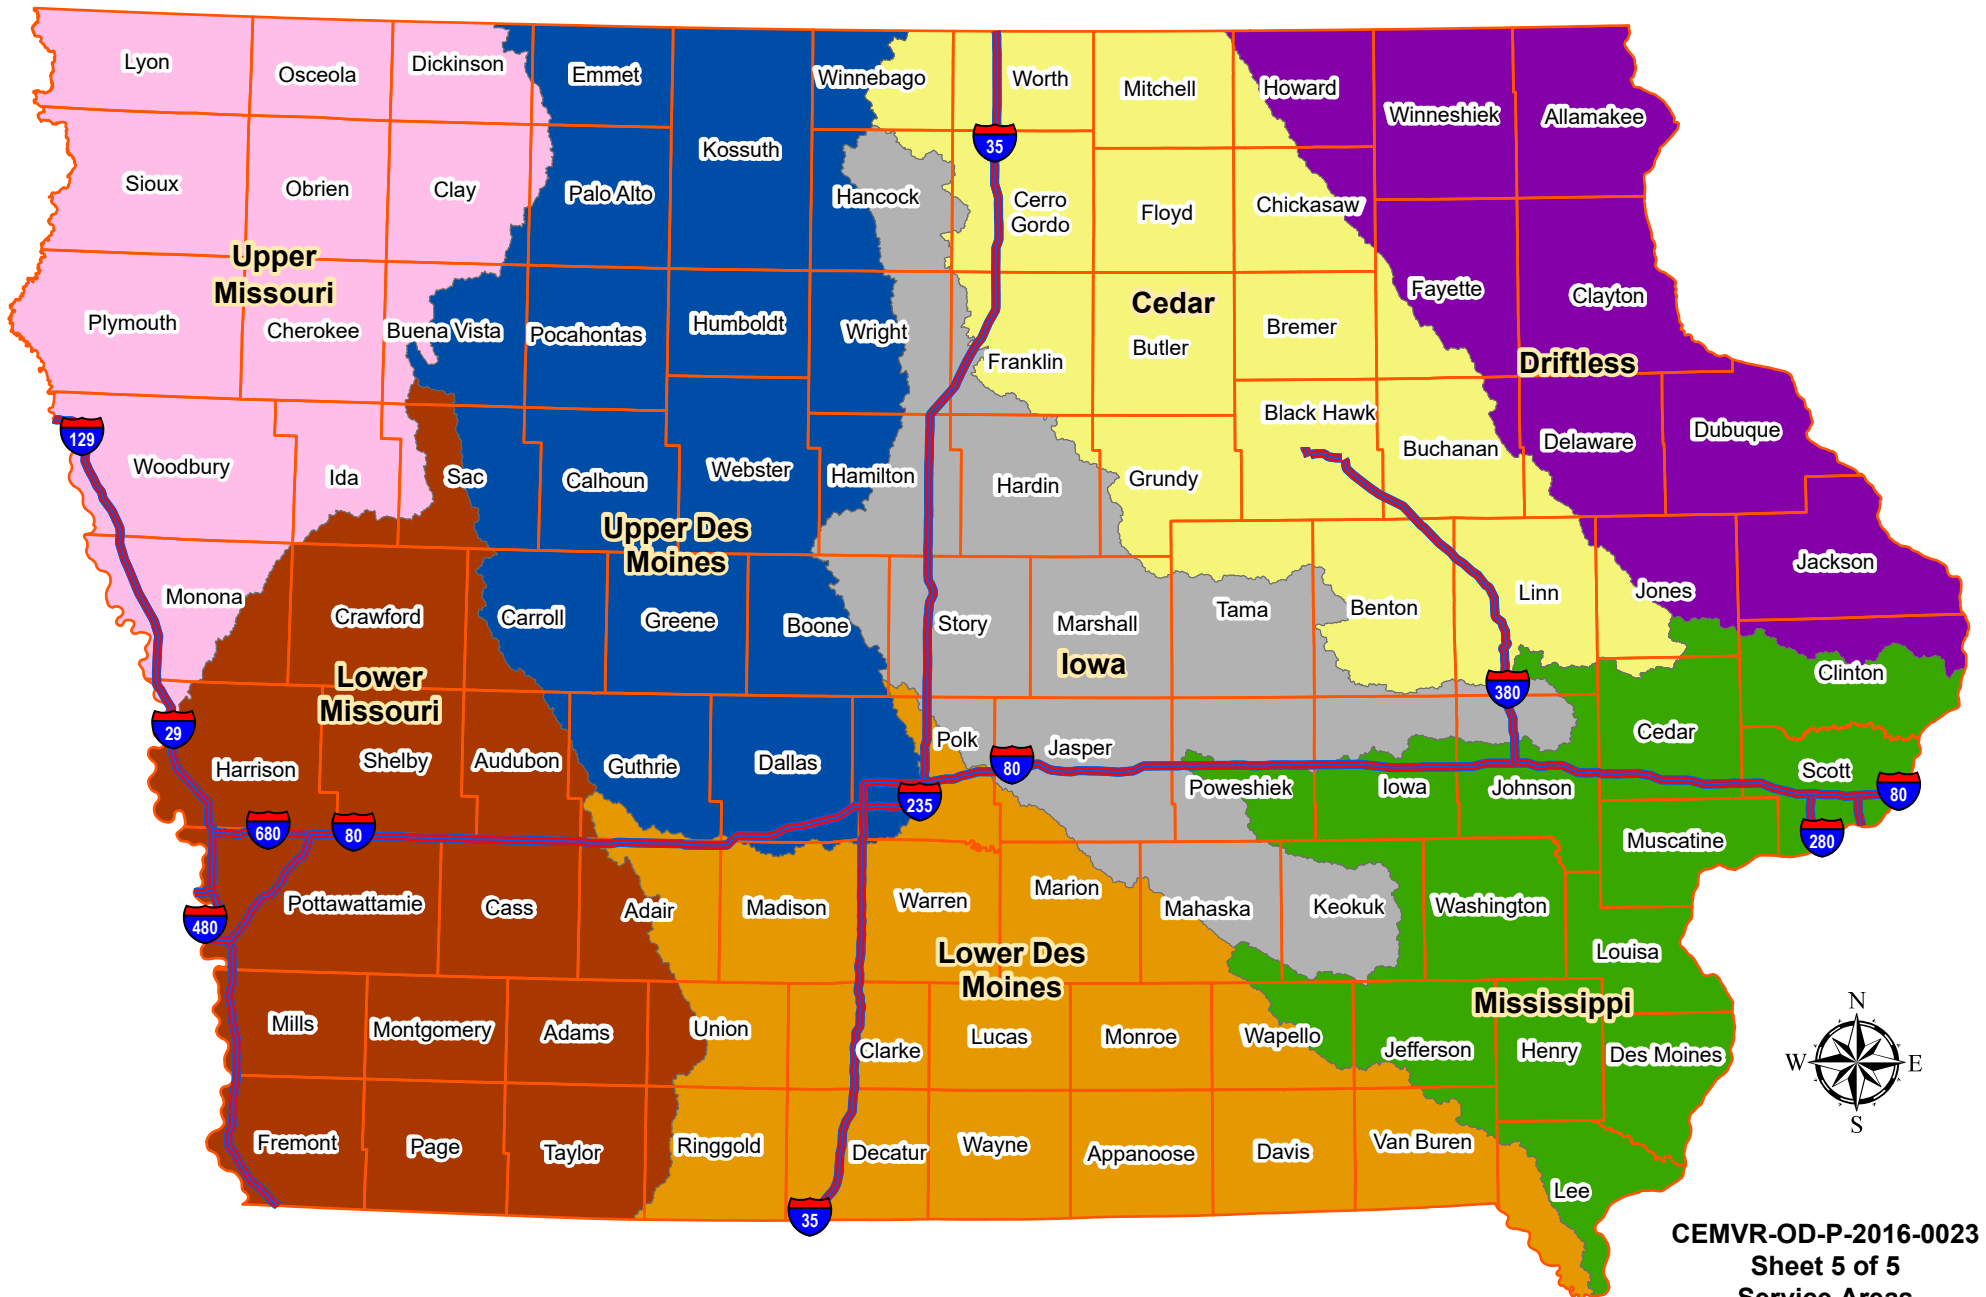 Lyon
Osceola
Dickinson
Emmet
Winnebago
Worth
Mitchell
Howard
Winneshiek
Allamakee
Kossuth
35
Sioux
Obrien
Clay
Palo Alto
Hancock
Cerro
Gordo
Floyd
Chickasaw
Upper
Missouri
Fayette
Clayton
Cedar
Plymouth
Cherokee
Buena Vista
Pocahontas
Humboldt
Wright
Franklin
Butler
Bremer
Driftless
129
Woodbury
Ida
Sac
Calhoun
Webster
Hamilton
Hardin
Grundy
Black Hawk
Buchanan
Delaware
Dubuque
Upper Des
Moines
Monona
Crawford
Carroll
Greene
Boone
Story
Marshall
Tama
Benton
Linn
Jones
Jackson
Iowa
Lower
Missouri
380
Clinton
29
Harrison
Shelby
Audubon
Guthrie
Dallas
Polk
Jasper
80
235
Poweshiek
Iowa
Johnson
Cedar
Scott
80
680
80
280
Muscatine
Pottawattamie
Cass
Adair
Madison
Warren
Marion
Mahaska
Keokuk
Washington
480
Louisa
Lower Des
Moines
Mississippi
Mills
Montgomery
Adams
Union
Clarke
Lucas
Monroe
Wapello
Jefferson
Henry
Des Moines
N
W
E
S
Fremont
Page
Taylor
Ringgold
Decatur
Wayne
Appanoose
Davis
Van Buren
Lee
35
CEMVR-OD-P-2016-0023
Sheet 5 of 5
Service Areas